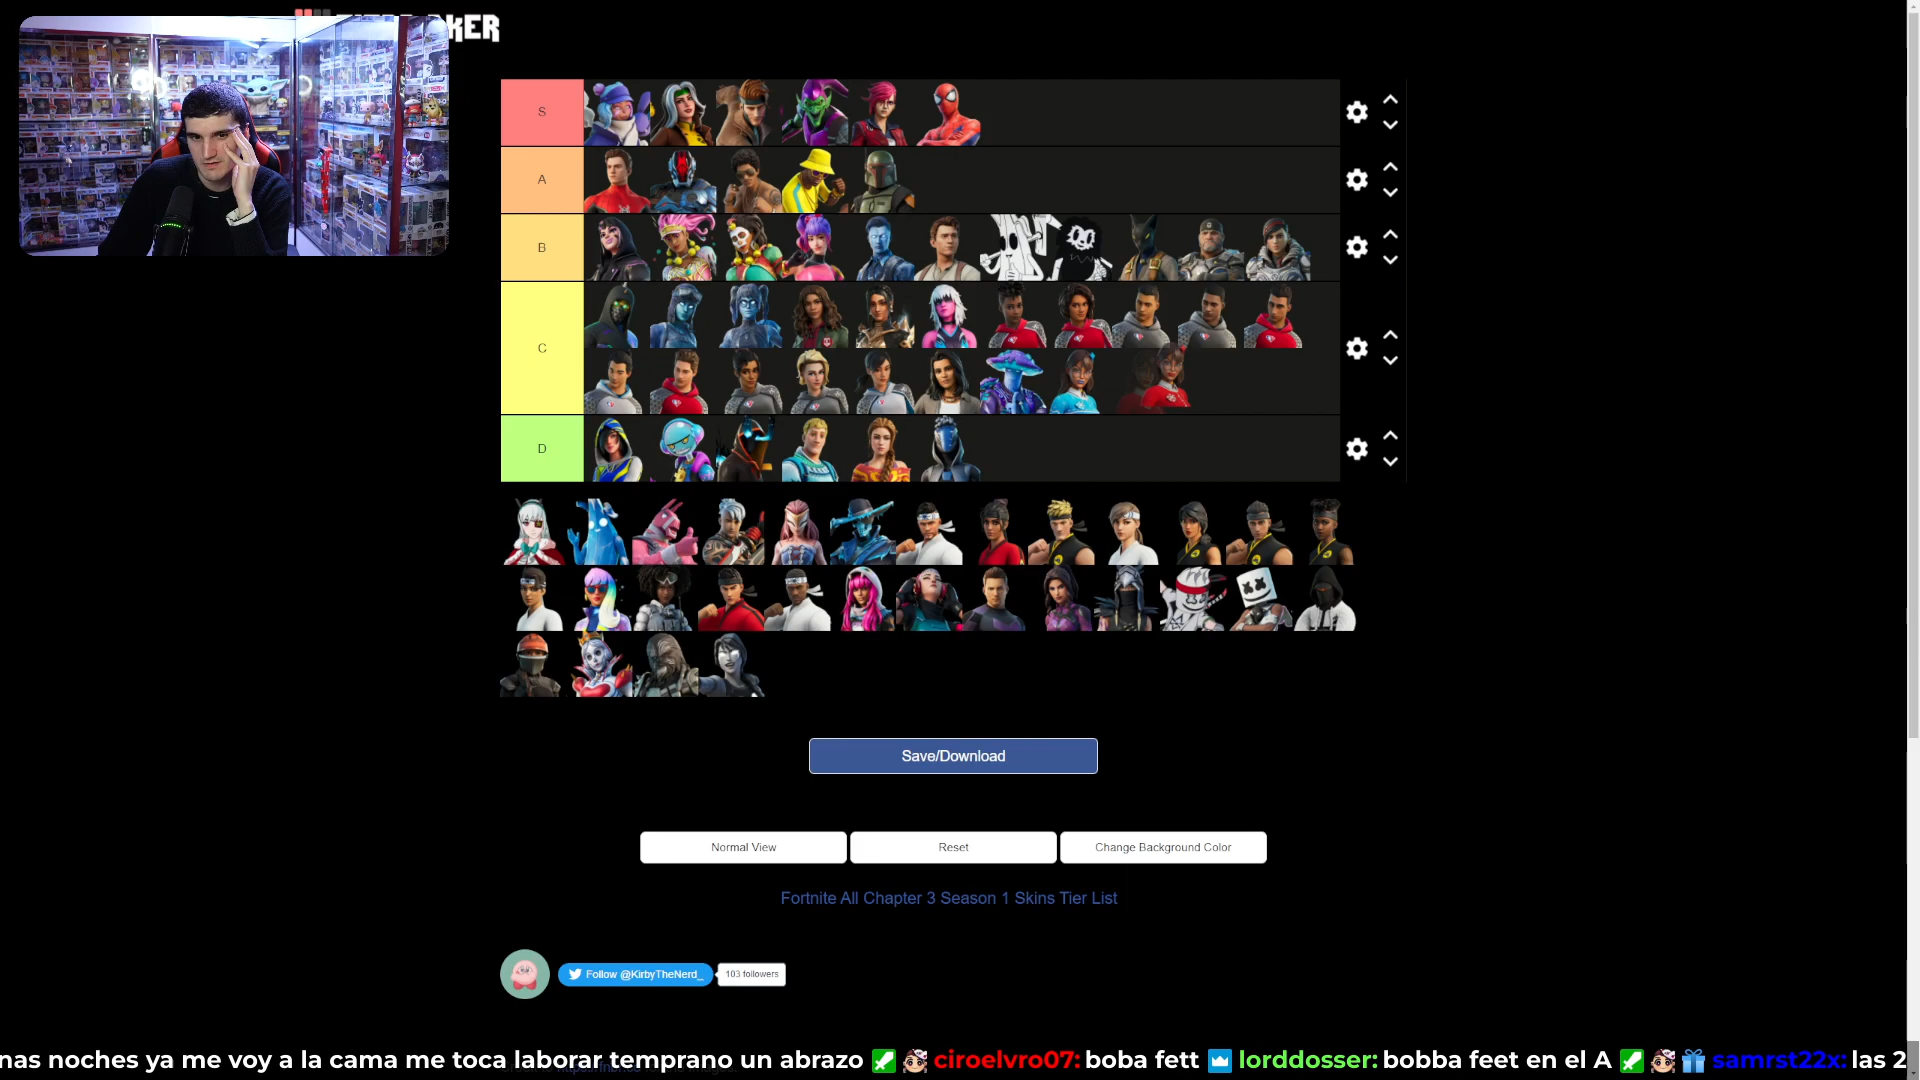 KER
S
A
B
C
D
Save/Download
Normal View
Reset
Change Background Color
Fortnite All Chapter 3 Season 1 Skins Tier List
Follow @KirbyTheNerd_
103 followers
nas noches ya me voy a la cama me toca laborar temprano un abrazo ciroelvro07: boba fett lorddosser: bobba feet en el A samrst22x: las 2